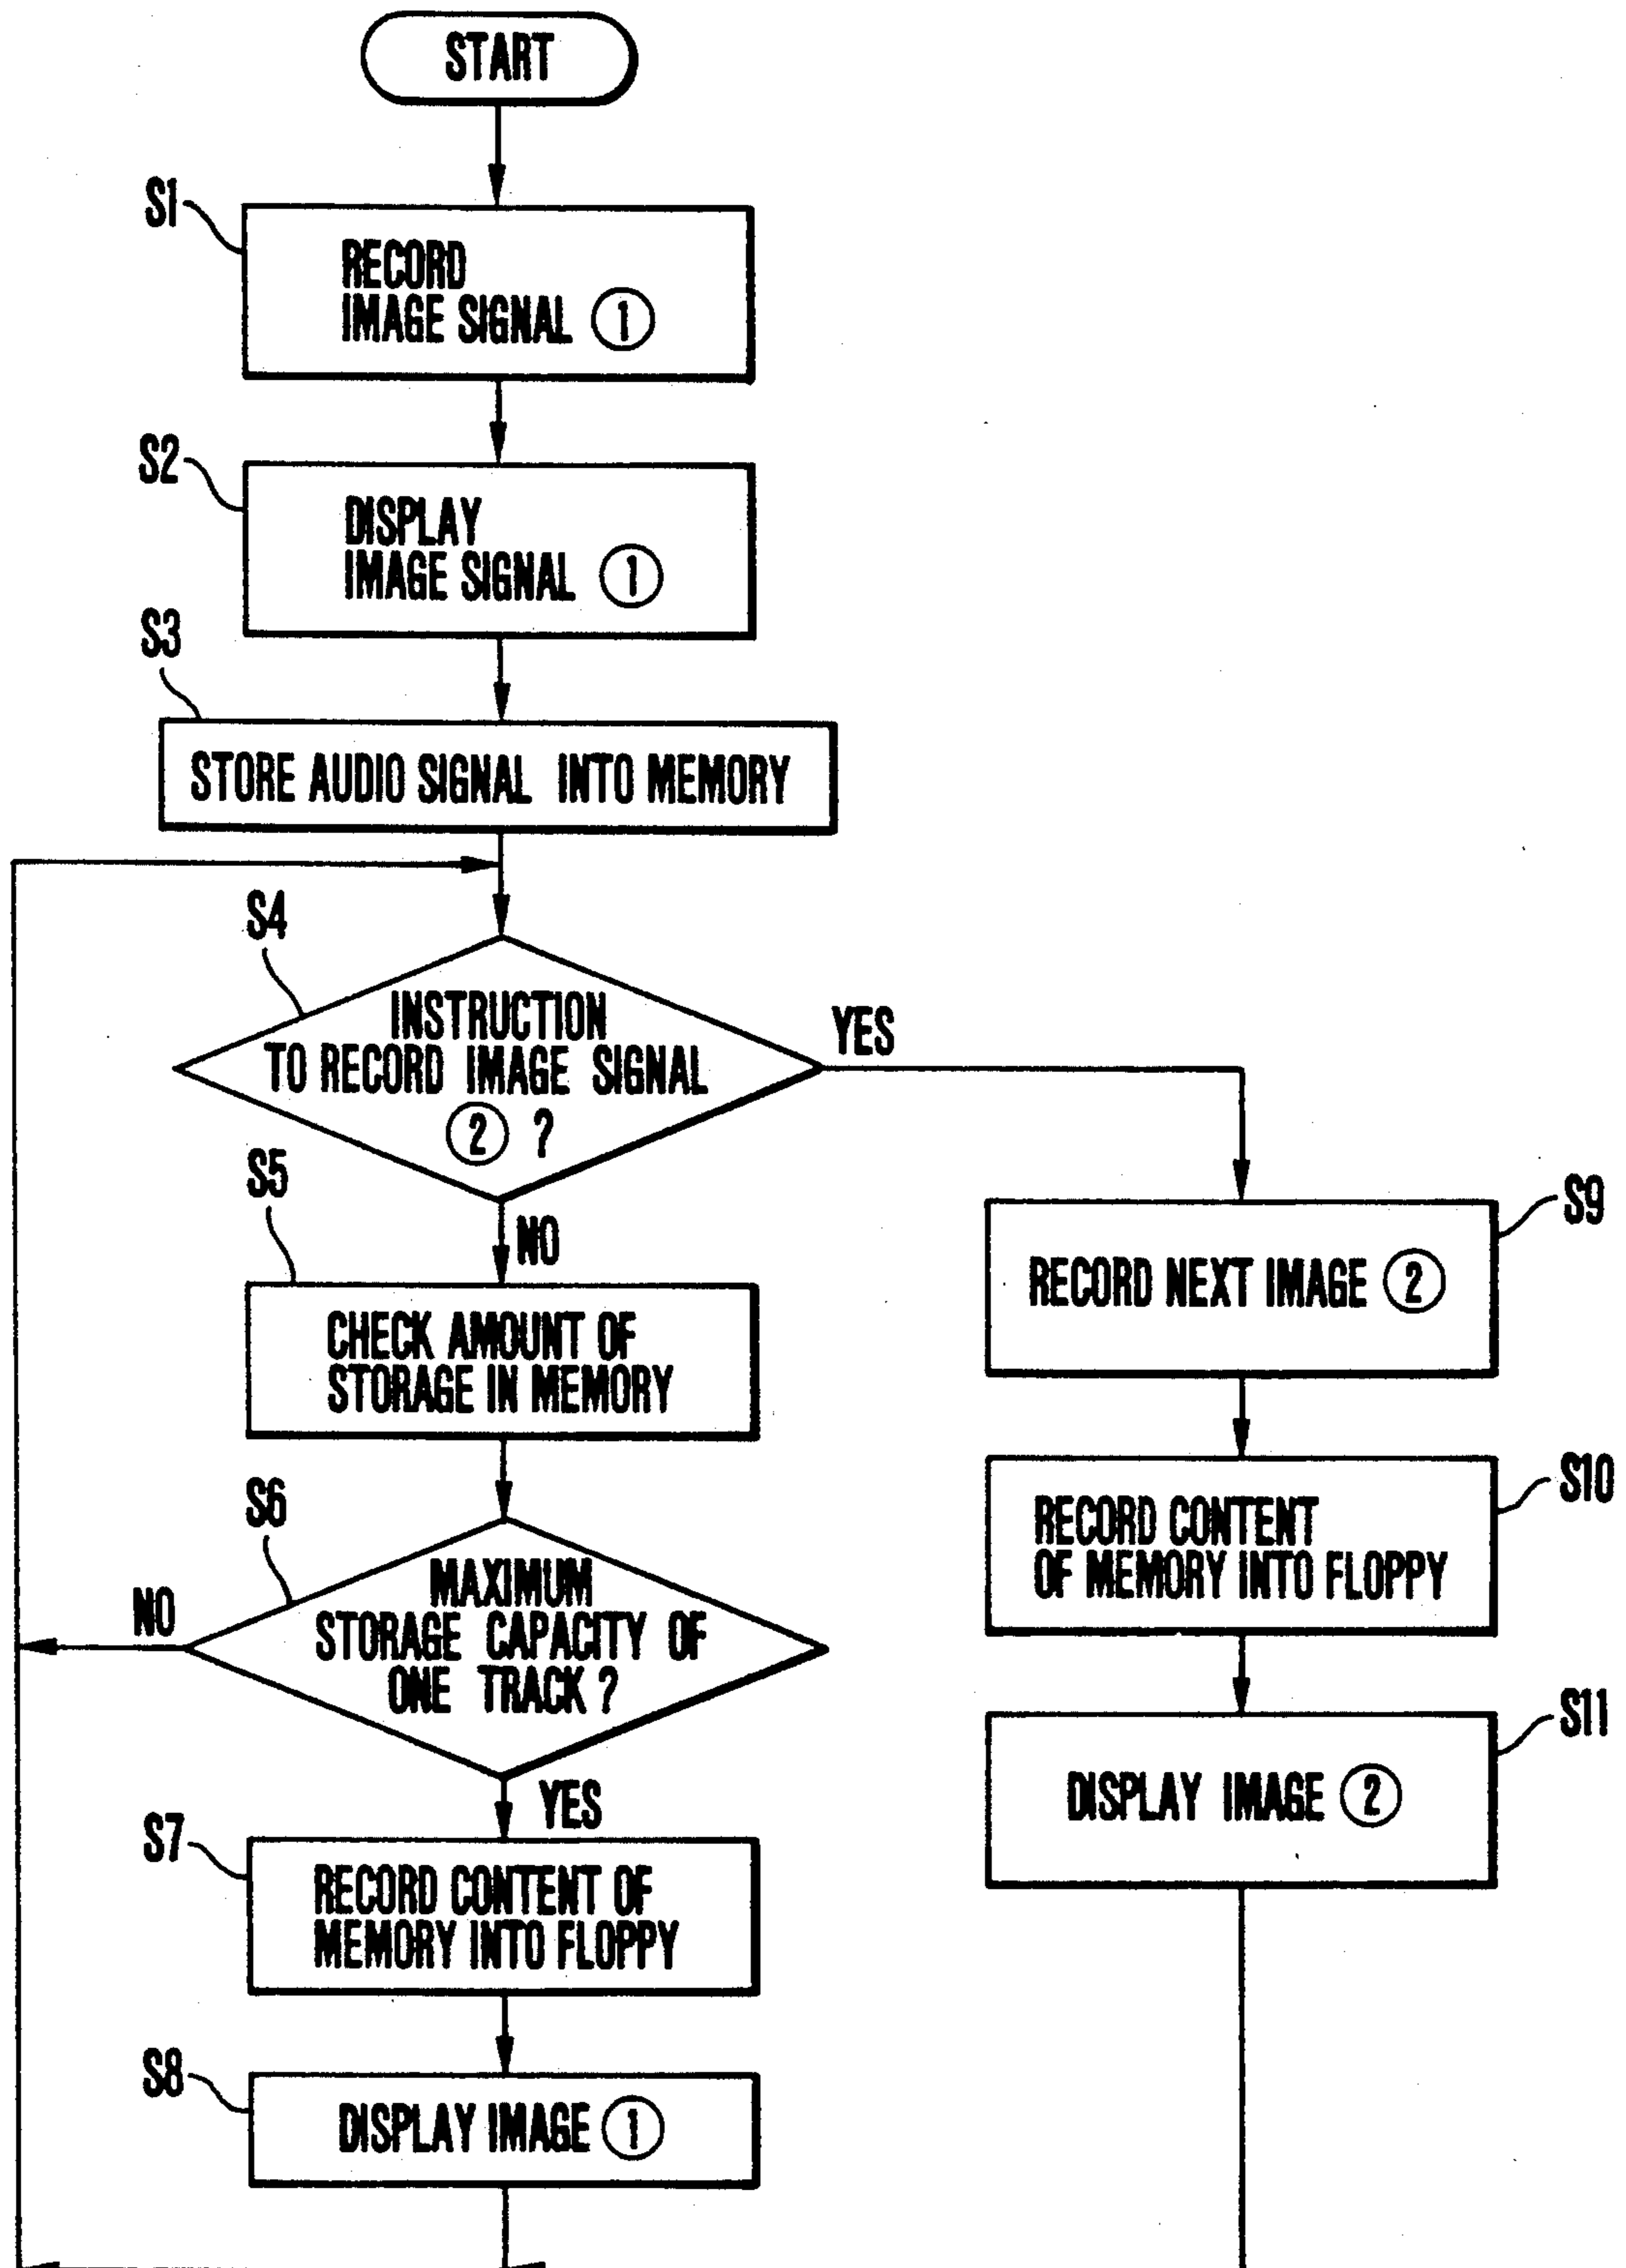 START
S1
RECORD
IMAGE SIGNAL ①
S2
DISPLAY
IMAGE SIGNAL ①
S3
STORE AUDIO SIGNAL INTO MEMORY
S4
INSTRUCTION
TO RECORD IMAGE SIGNAL
② ?
YES
NO
S5
CHECK AMOUNT OF
STORAGE IN MEMORY
S6
MAXIMUM
STORAGE CAPACITY OF
ONE TRACK ?
NO
YES
S7
RECORD CONTENT OF
MEMORY INTO FLOPPY
S8
DISPLAY IMAGE ①
S9
RECORD NEXT IMAGE ②
S10
RECORD CONTENT
OF MEMORY INTO FLOPPY
S11
DISPLAY IMAGE ②